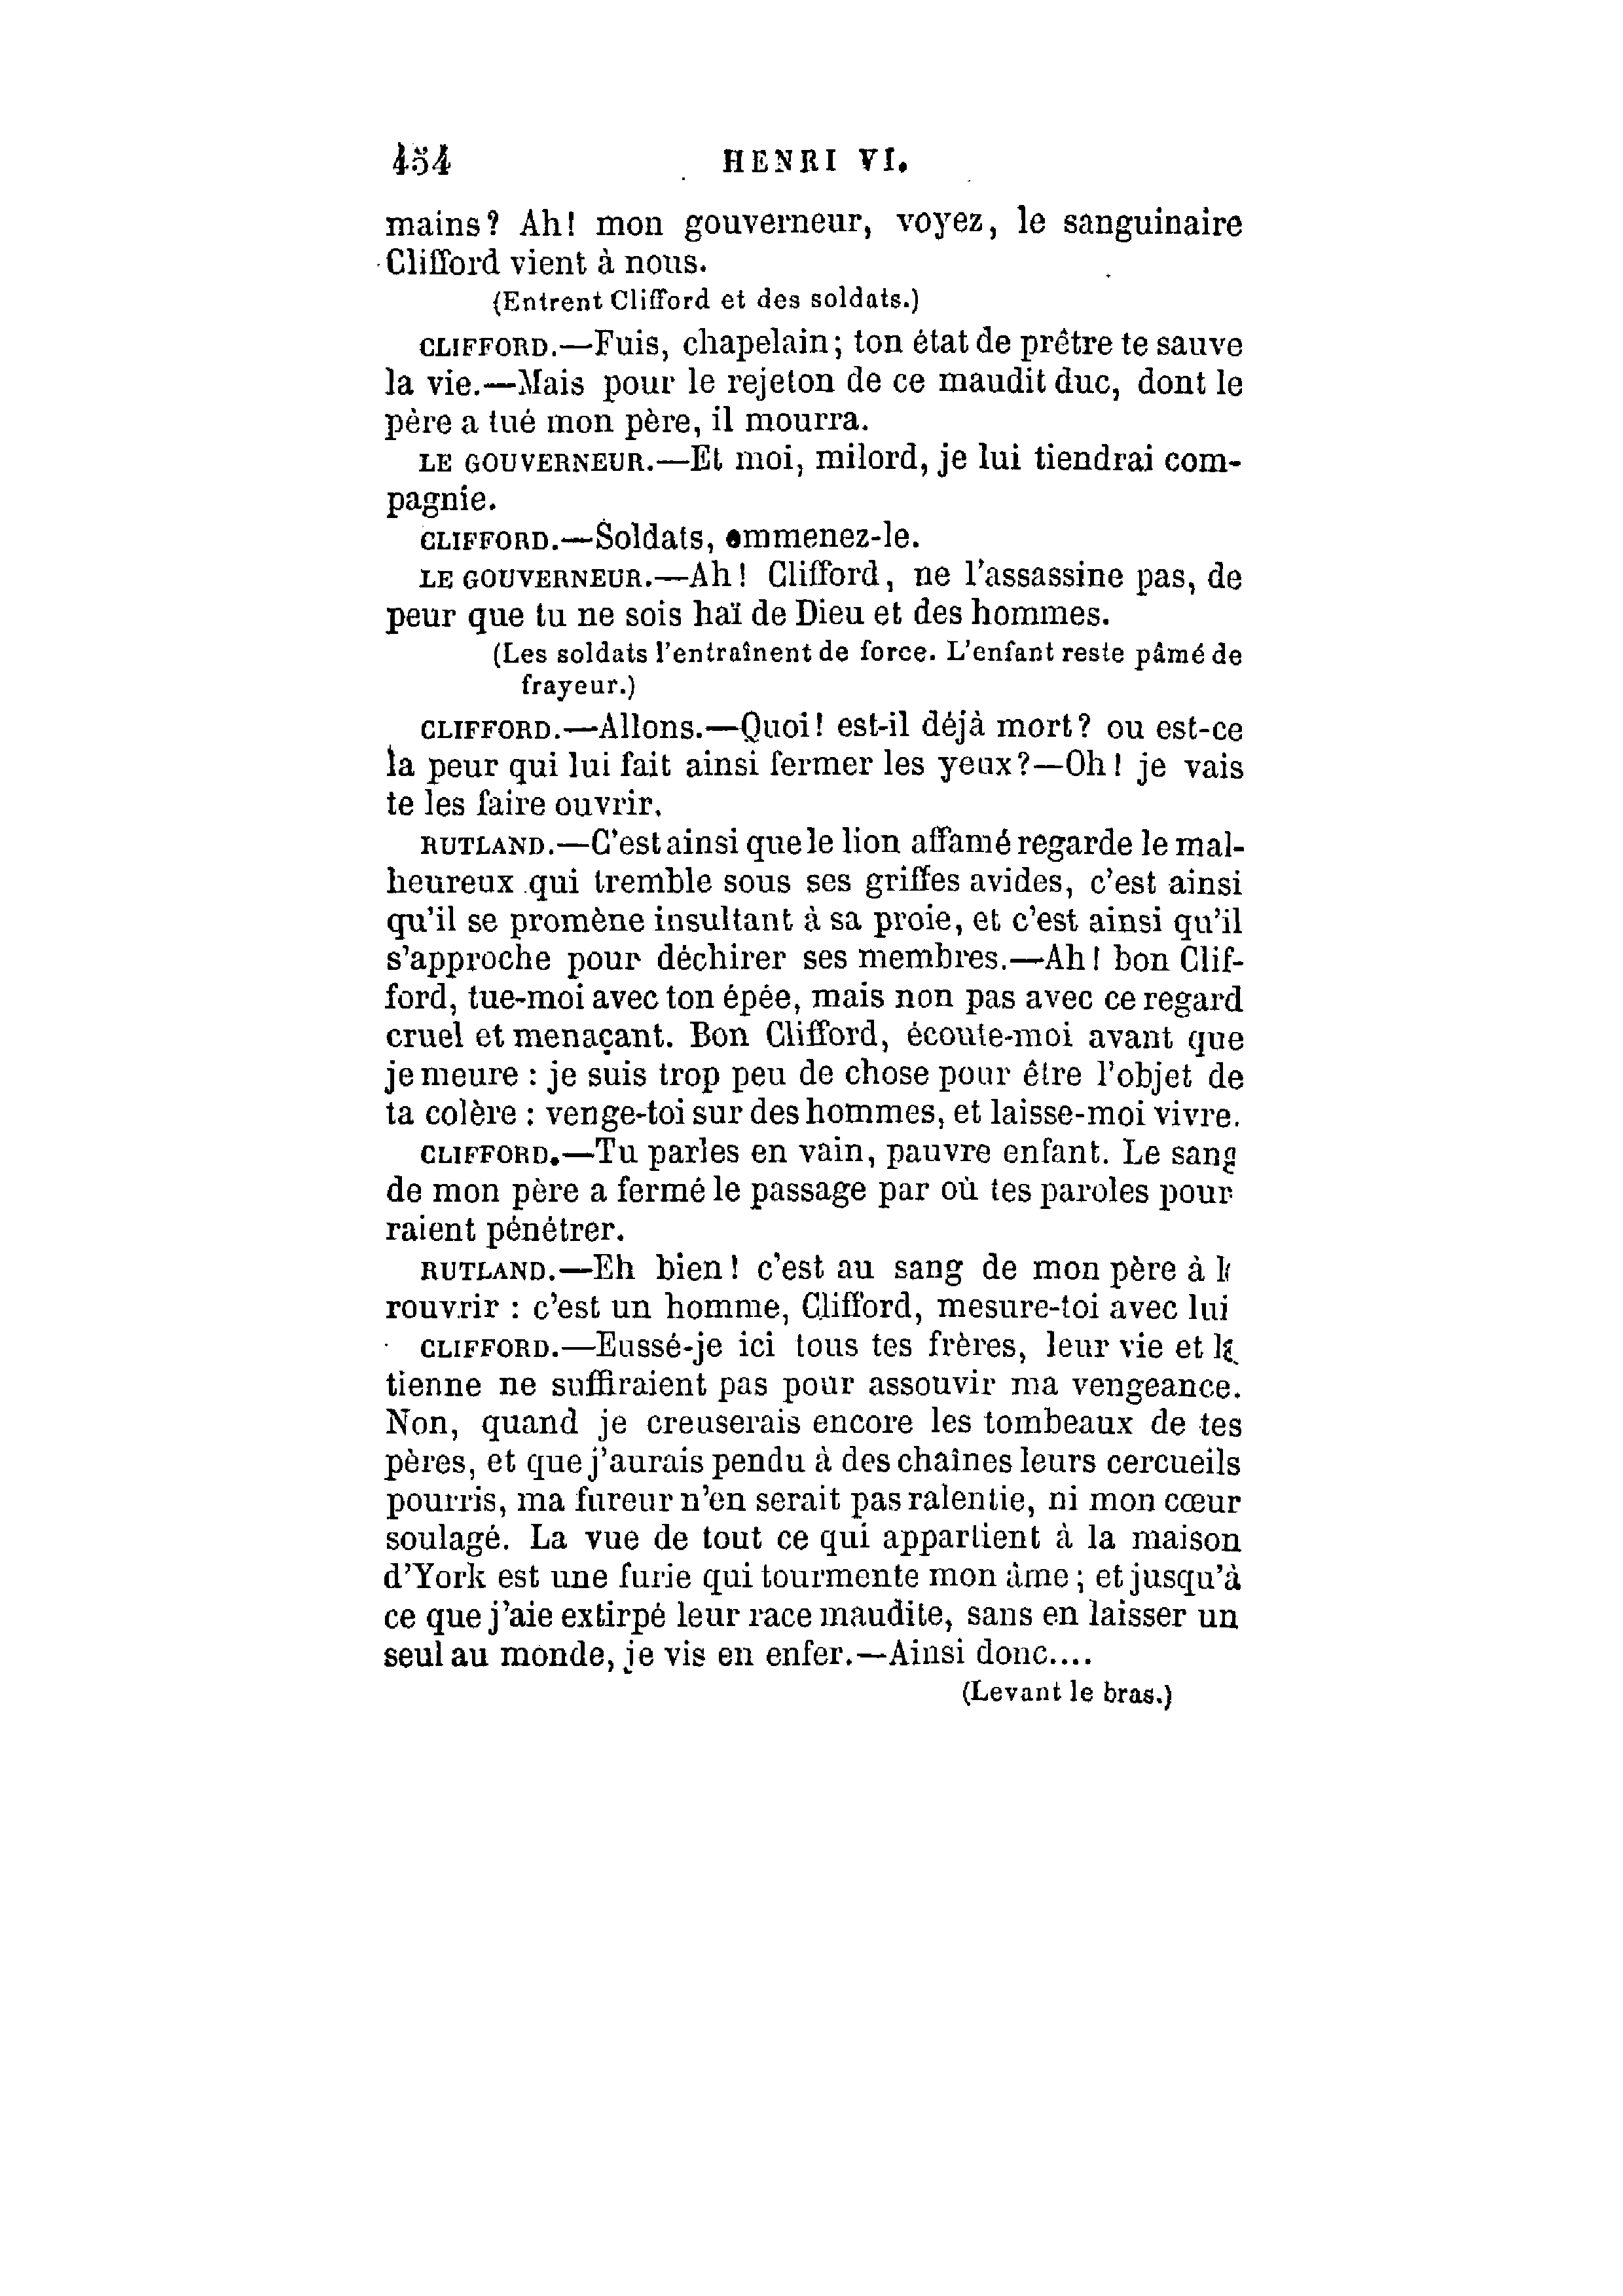 454 HENRI VI.
mains? Ah! mon gouverneur, voyez, le sanguinaire
Clifford vient à nous.
(Entrent Clifford et des soldats.)
CLIFFORD.—Fuis, chapelain; ton état de prêtre te sauve
la vie.—Mais pour le rejeton de ce maudit duc, dont le
père a tué mon père, il mourra.
LE GOUVERNEUR.—Et moi, milord, je lui tiendrai com-
pagnie.
CLIFFORD.—Soldats, emmenez-le.
LE GOUVERNEUR.—Ah! Clifford, ne l'assassine pas, de
peur que tu ne sois haï de Dieu et des hommes.
(Les soldats l'entraînent de force. L'enfant reste pâmé de
frayeur.)
CLIFFORD.—Allons.—Quoi! est-il déjà mort? ou est-ce
la peur qui lui fait ainsi fermer les yeux?—Oh! je vais
te les faire ouvrir.
RUTLAND.—C'est ainsi que le lion affamé regarde le mal-
heureux qui tremble sous ses griffes avides, c'est ainsi
qu'il se promène insultant à sa proie, et c'est ainsi qu'il
s'approche pour déchirer ses membres.—Ah! bon Clif-
ford, tue-moi avec ton épée, mais non pas avec ce regard
cruel et menaçant. Bon Clifford, écoute-moi avant que
je meure : je suis trop peu de chose pour être l'objet de
ta colère : venge-toi sur des hommes, et laisse-moi vivre.
CLIFFORD.—Tu parles en vain, pauvre enfant. Le sang
de mon père a fermé le passage par où tes paroles pour
raient pénétrer.
RUTLAND.—Eh bien! c'est au sang de mon père à
rouvrir : c'est un homme, Clifford, mesure-toi avec lui
CLIFFORD.—Eussé-je ici tous tes frères, leur vie et la
tienne ne suffiraient pas pour assouvir ma vengeance.
Non, quand je creuserais encore les tombeaux de tes
pères, et que j'aurais pendu à des chaînes leurs cercueils
pourris, ma fureur n'en serait pas ralentie, ni mon cœur
soulagé. La vue de tout ce qui appartient à la maison
d'York est une furie qui tourmente mon âme; et jusqu'à
ce que j'aie extirpé leur race maudite, sans en laisser un
seul au monde, je vis en enfer.—Ainsi donc....
(Levant le bras.)